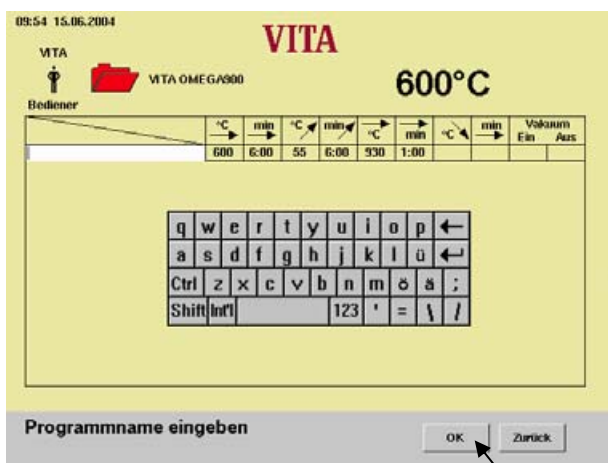 09:54 15.06.2004
VITA
VITA
VITA OMEGA900
600°C
Bediener
°C min °C min °C min °C min Vakuum
Ein Aus
600 6:00 55 6:00 930 1:00
q w e r t y u i o p ←
a s d f g h j k l ü ↵
Ctrl z x c v b n m ö ä ;
Shift Int'l 123 ' = \ /
Programmname eingeben
OK Zurück